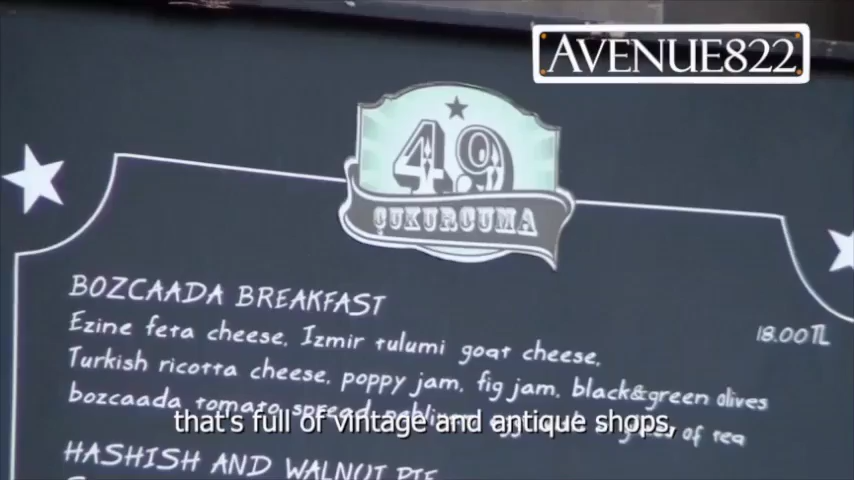 AVENUE822
49
ÇUKURCUMA
BOZCAADA BREAKFAST
18.00TL
Ezine feta cheese, Izmir tulumi goat cheese,
Turkish ricotta cheese, poppy jam, fig jam, black&green olives
bozcaada tomato spread, of tea
that's full of vintage and antique shops,
HASHISH AND WALNUT PIE